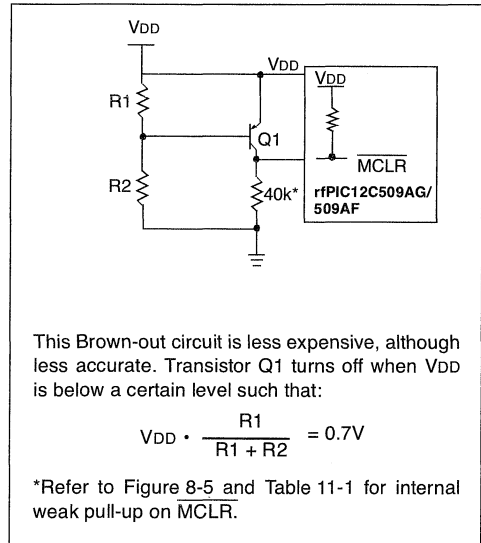 VDD
VDD
VDD
R1
Q1
MCLR
R2
40k*
rfPIC12C509AG/
509AF
This Brown-out circuit is less expensive, although
less accurate. Transistor Q1 turns off when VDD
is below a certain level such that:
VDD • R1 / R1 + R2 = 0.7V
*Refer to Figure 8-5 and Table 11-1 for internal
weak pull-up on MCLR.